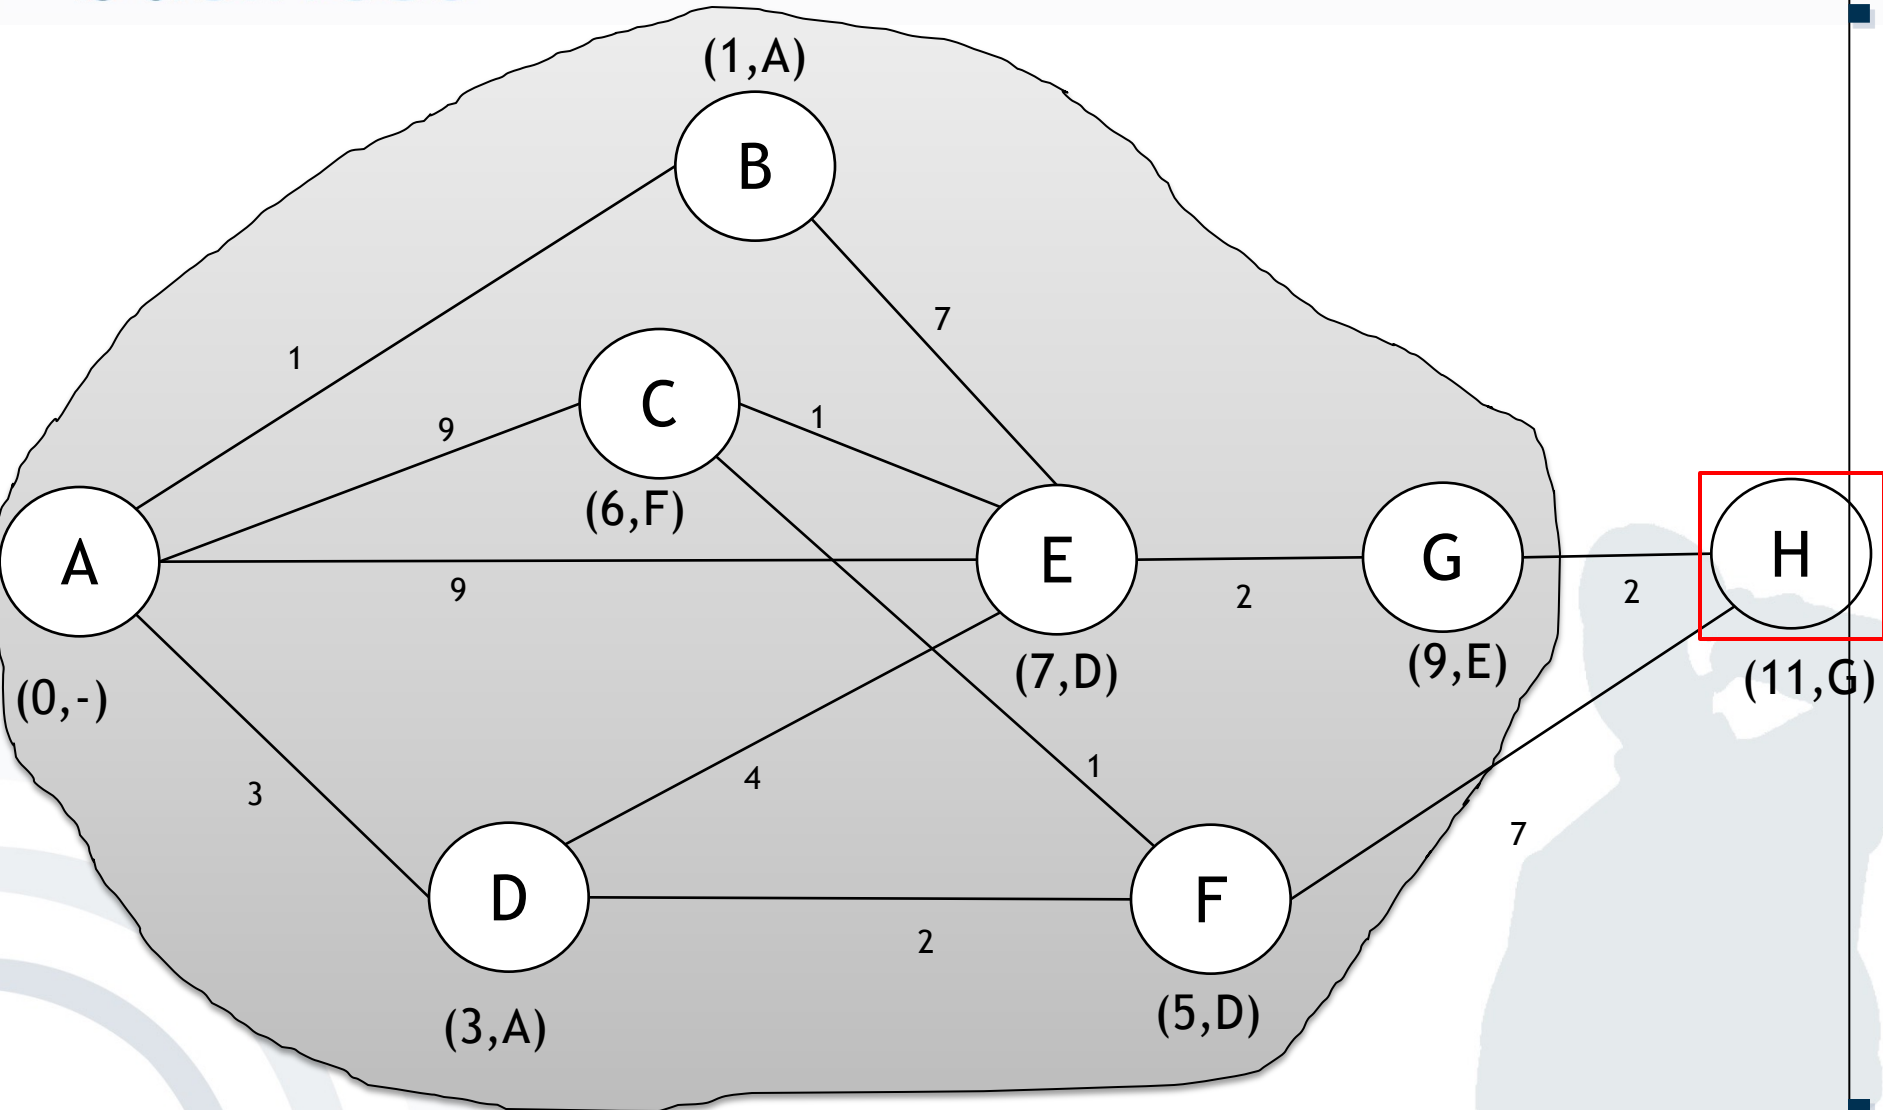 (1,A)
B
7
1
C
1
9
(6,F)
A
E
G
H
9
2
2
(7,D)
(9,E)
(11,G)
(0,-)
1
4
3
7
D
F
2
(5,D)
(3,A)